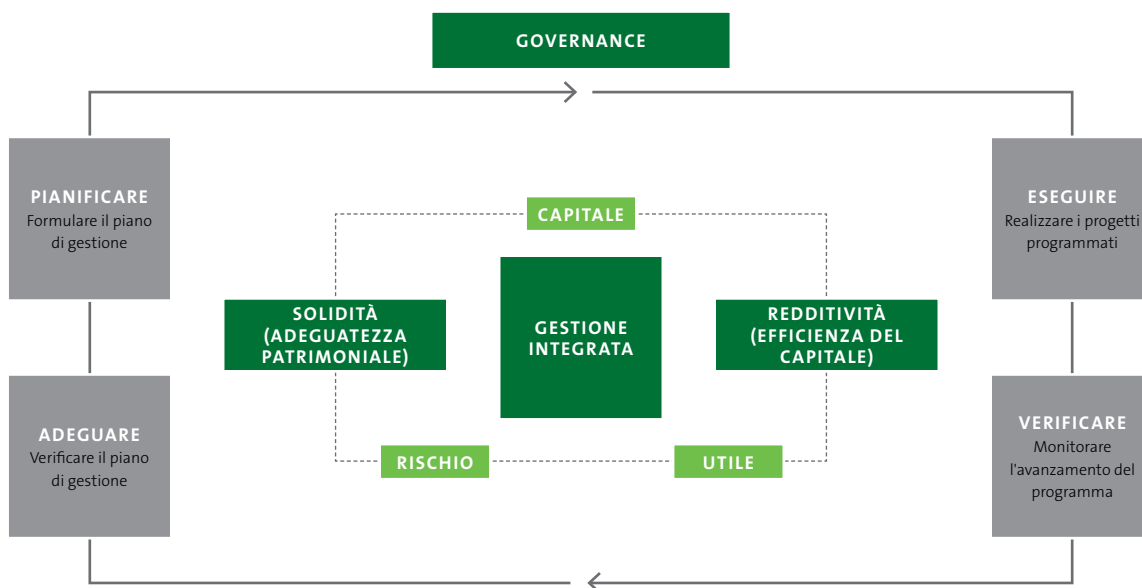 GOVERNANCE
PIANIFICARE
Formulare il piano
di gestione
ESEGUIRE
Realizzare i progetti
programmati
CAPITALE
SOLIDITÀ
(ADEGUATEZZA
PATRIMONIALE)
GESTIONE
INTEGRATA
REDDITIVITÀ
(EFFICIENZA DEL
CAPITALE)
ADEGUARE
Verificare il piano
di gestione
RISCHIO
UTILE
VERIFICARE
Monitorare
l'avanzamento del
programma